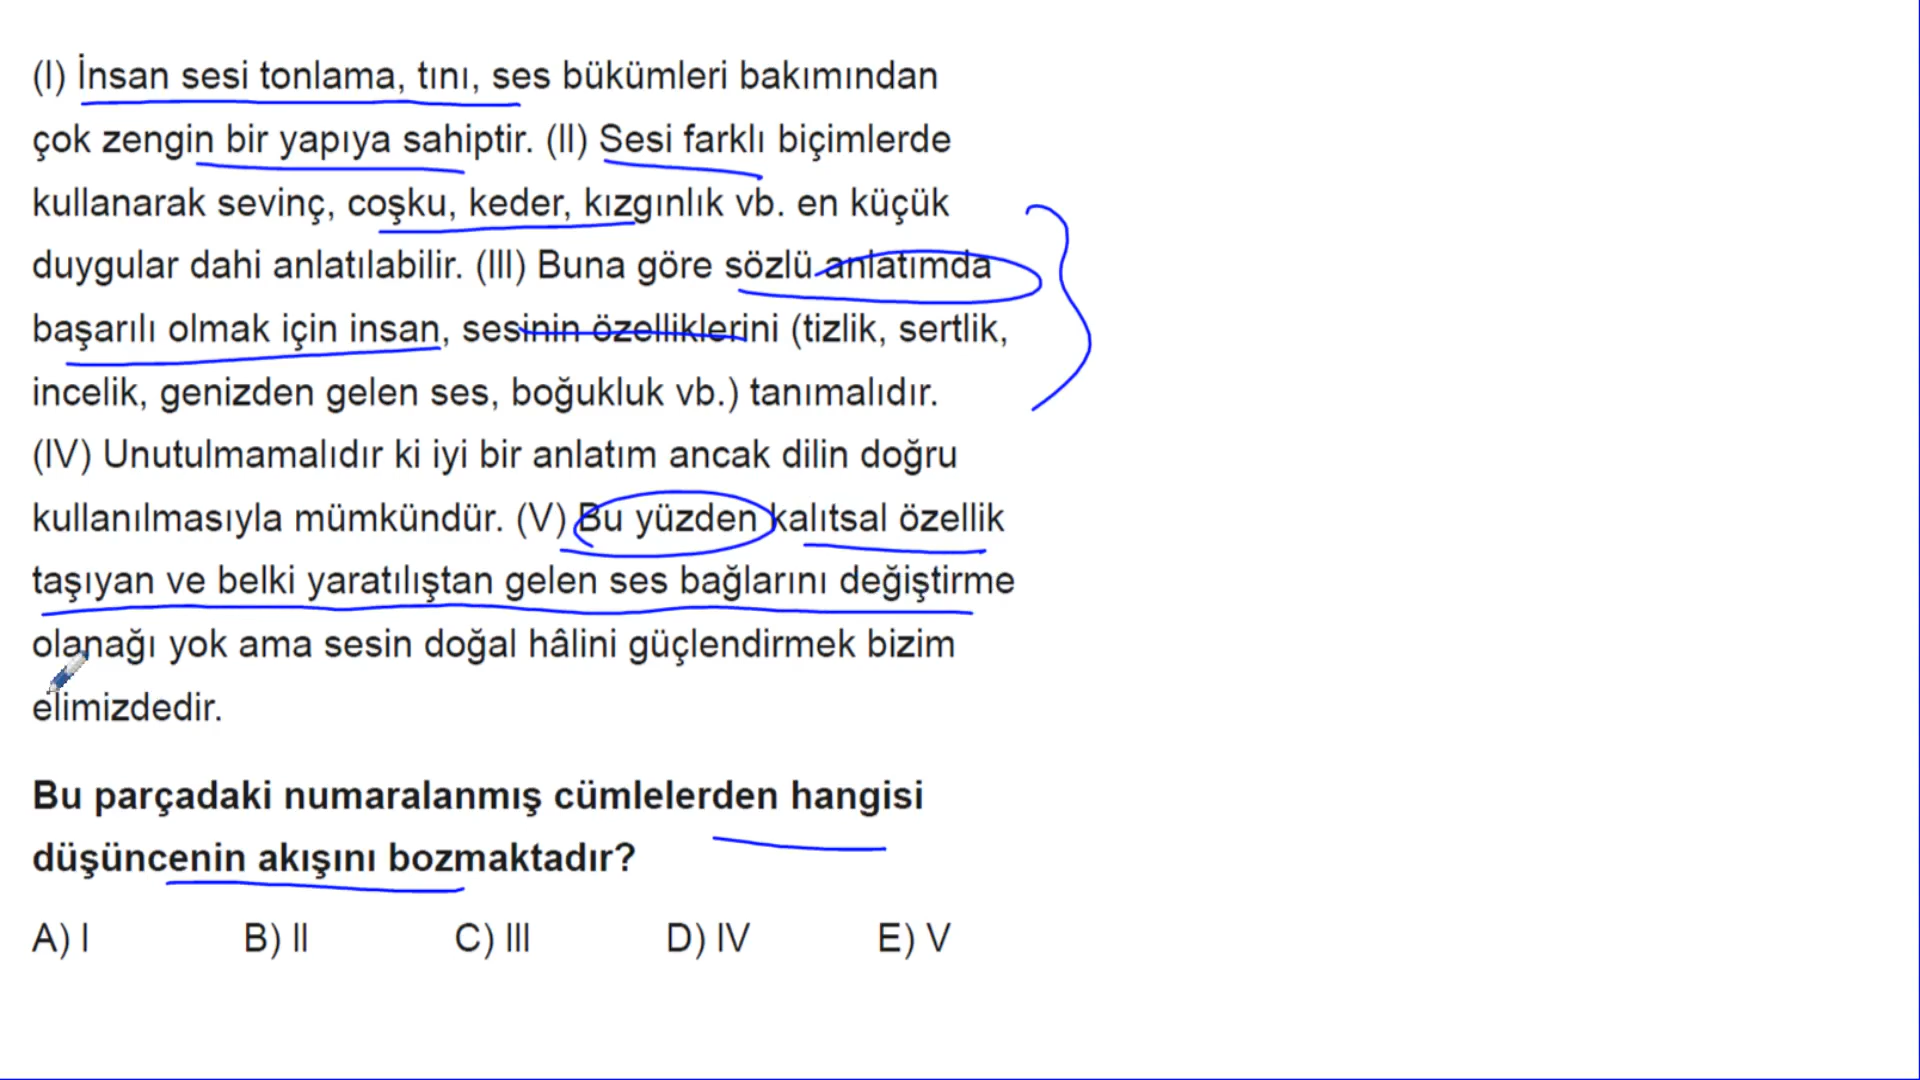 (I) İnsan sesi tonlama, tını, ses bükümleri bakımından
çok zengin bir yapıya sahiptir. (II) Sesi farklı biçimlerde
kullanarak sevinç, coşku, keder, kızgınlık vb. en küçük
duygular dahi anlatılabilir. (III) Buna göre sözlü anlatımda
başarılı olmak için insan, sesinin özelliklerini (tizlik, sertlik,
incelik, genizden gelen ses, boğukluk vb.) tanımalıdır.
(IV) Unutulmamalıdır ki iyi bir anlatım ancak dilin doğru
kullanılmasıyla mümkündür. (V) Bu yüzden kalıtsal özellik
taşıyan ve belki yaratılıştan gelen ses bağlarını değiştirme
olanağı yok ama sesin doğal hâlini güçlendirmek bizim
elimizdedir.
Bu parçadaki numaralanmış cümlelerden hangisi
düşüncenin akışını bozmaktadır?
A) I B) II C) III D) IV E) V